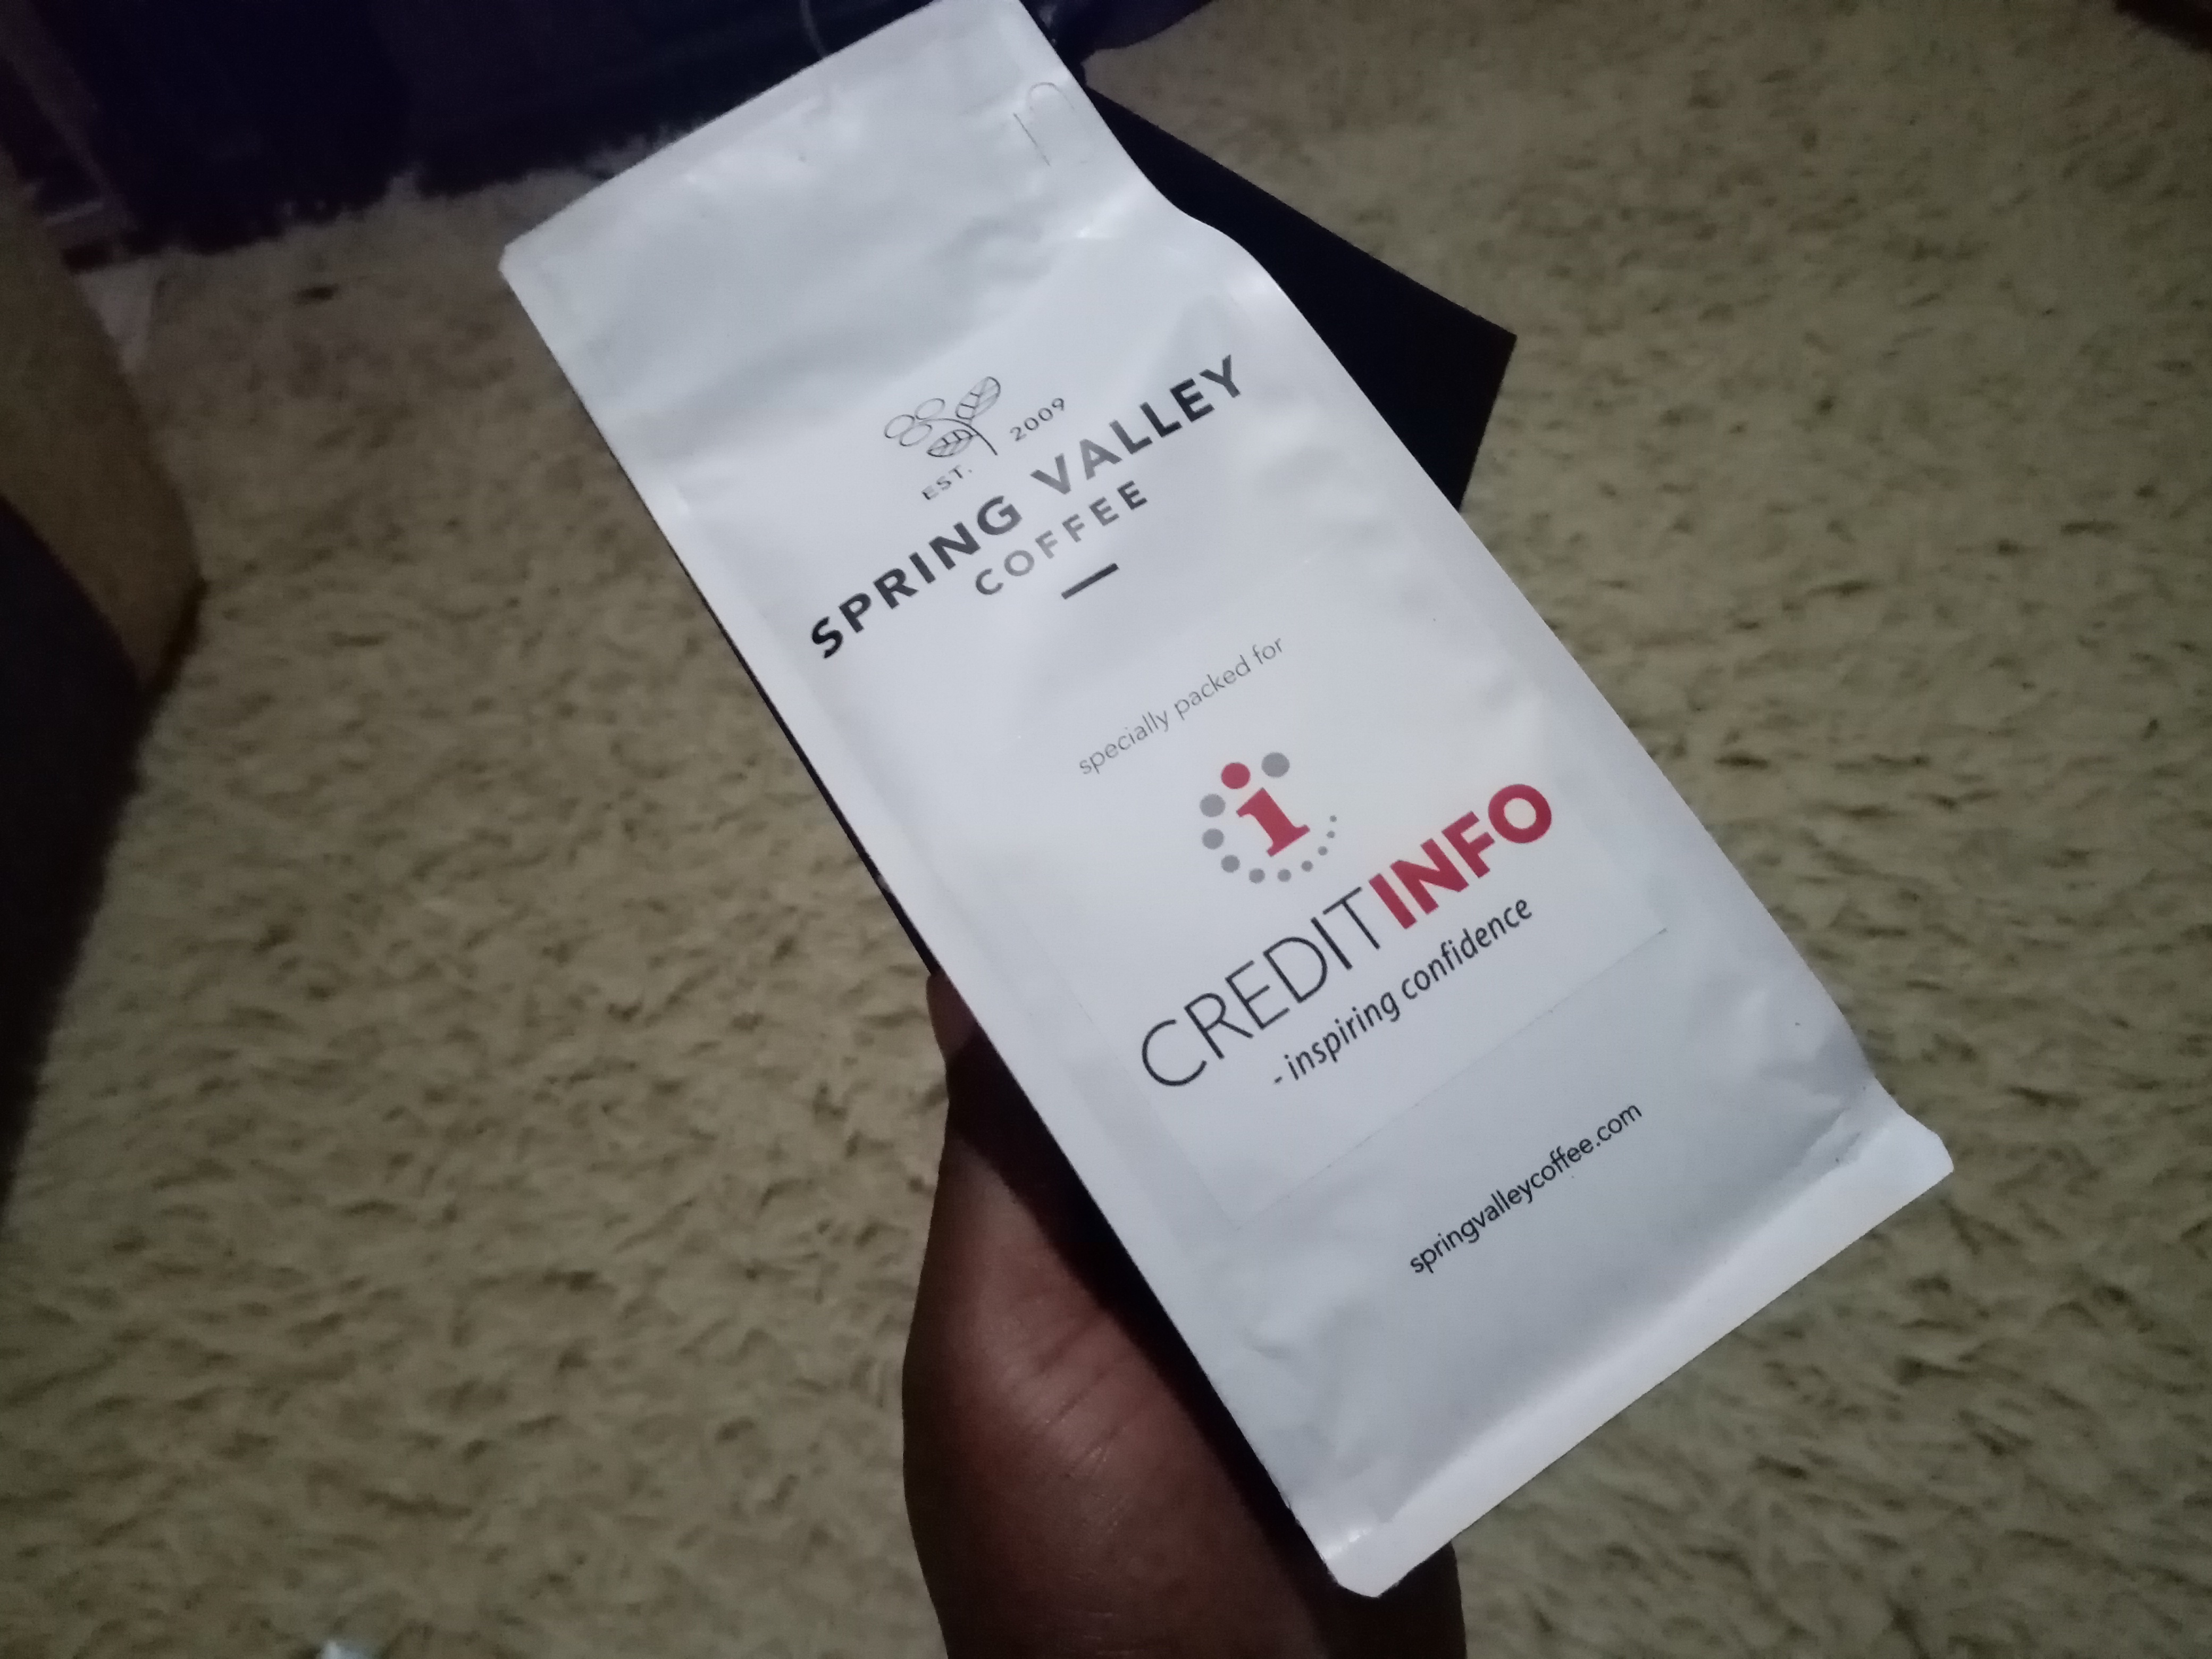 EST. 2009
SPRING VALLEY
COFFEE
specially packed for
i
CREDITINFO
- inspiring confidence
springvalleycoffee.com